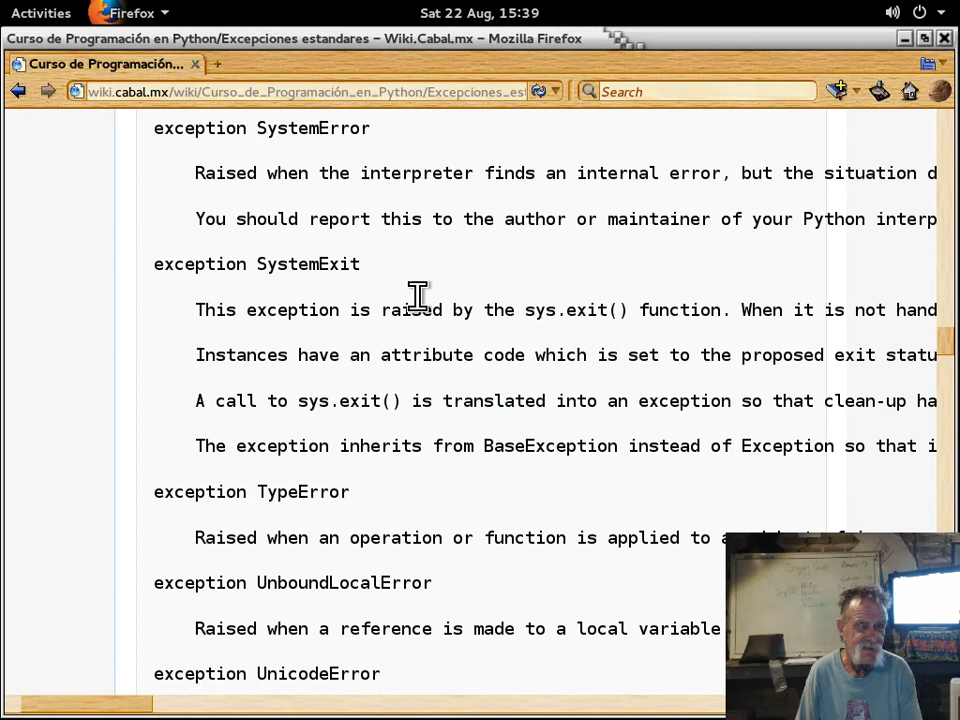 Activities Firefox Sat 22 Aug, 15:39
Curso de Programación en Python/Excepciones estandares – Wiki.Cabal.mx – Mozilla Firefox
Curso de Programación...
wiki.cabal.mx/wiki/Curso_de_Programación_en_Python/Excepciones_est Search
exception SystemError
Raised when the interpreter finds an internal error, but the situation d
You should report this to the author or maintainer of your Python interp
exception SystemExit
This exception is raised by the sys.exit() function. When it is not hand
Instances have an attribute code which is set to the proposed exit statu
A call to sys.exit() is translated into an exception so that clean-up ha
The exception inherits from BaseException instead of Exception so that i
exception TypeError
Raised when an operation or function is applied to
exception UnboundLocalError
Raised when a reference is made to a local variable
exception UnicodeError